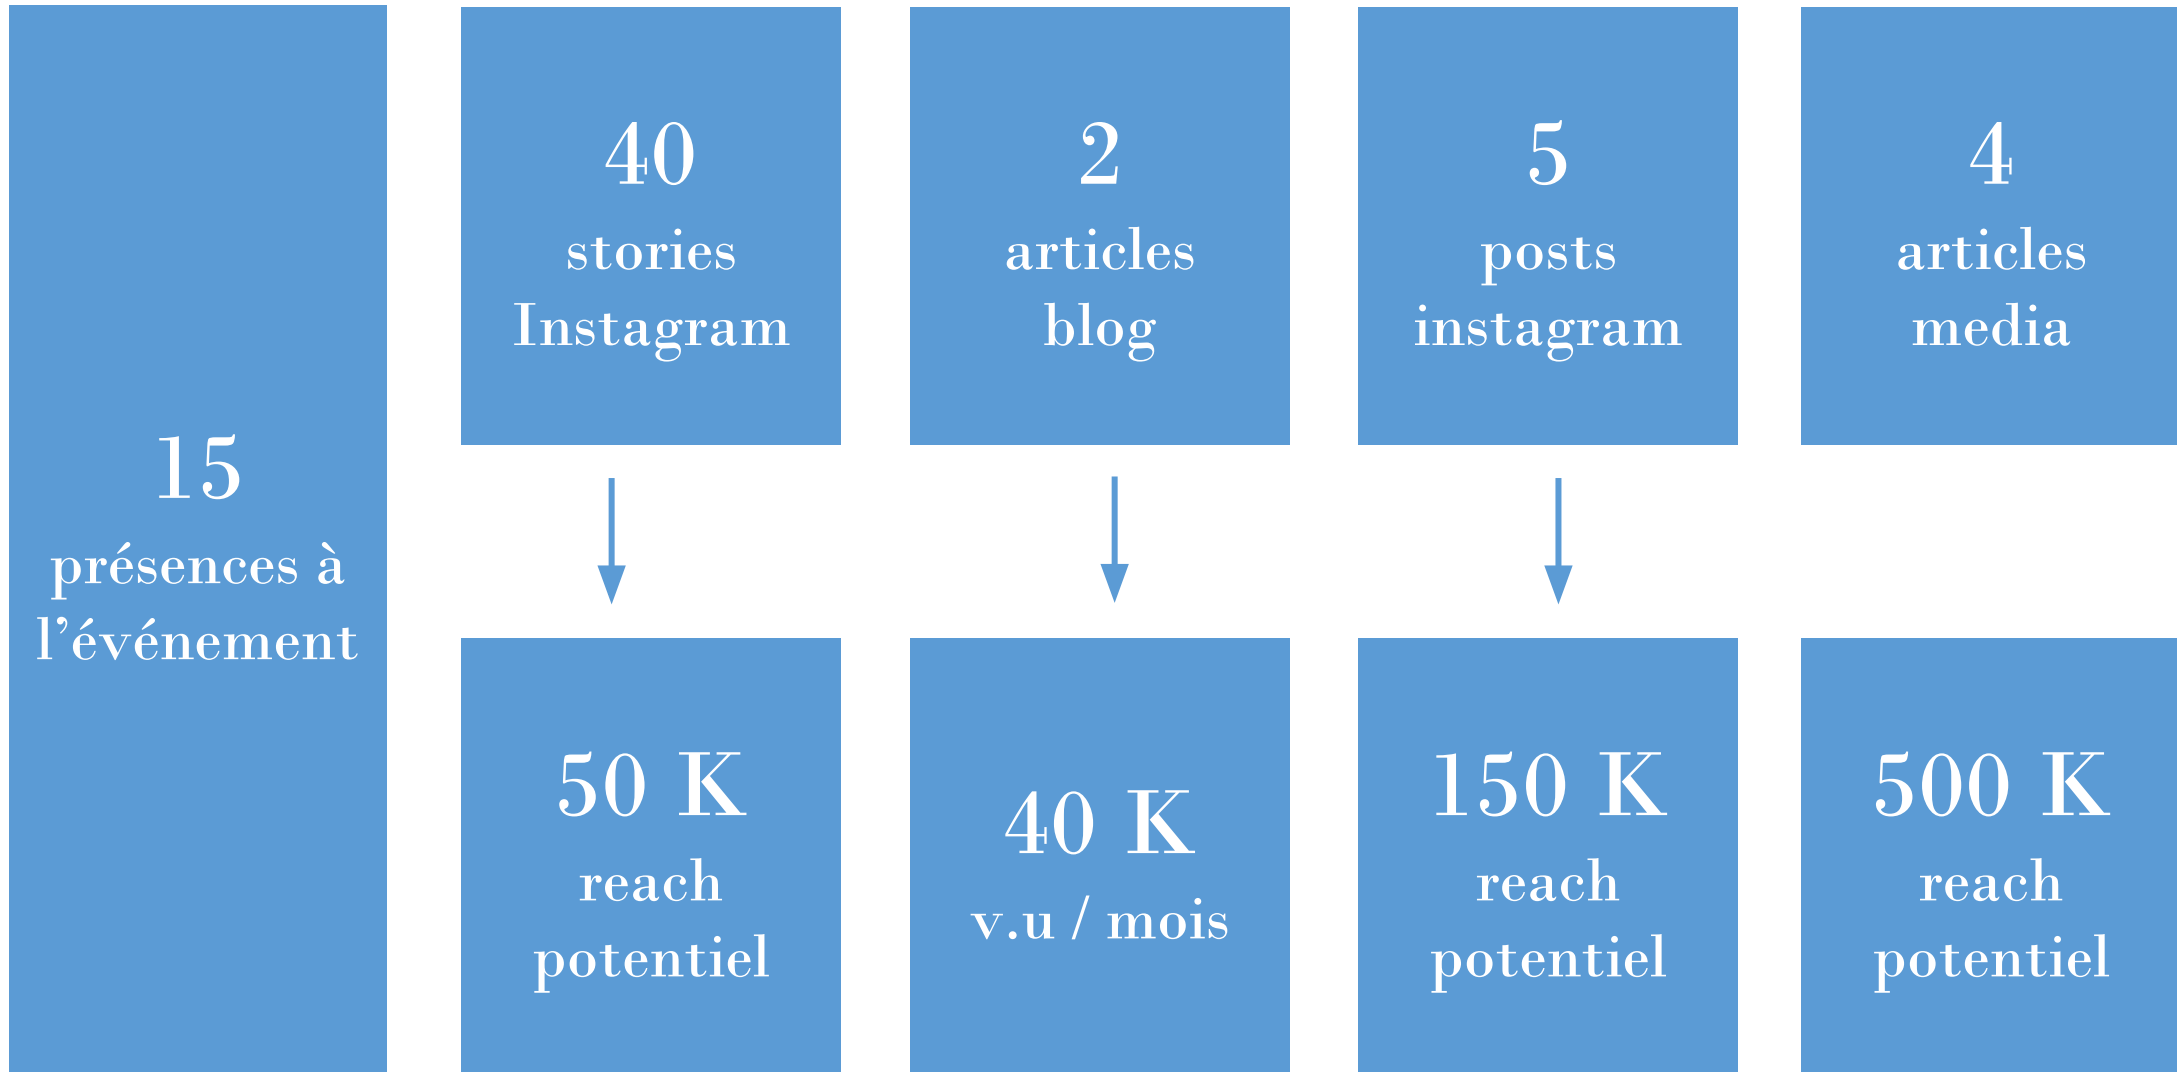 15
présences à
l’événement
40
stories
Instagram
2
articles
blog
5
posts
instagram
4
articles
media
50 K
reach
potentiel
40 K
v.u / mois
150 K
reach
potentiel
500 K
reach
potentiel